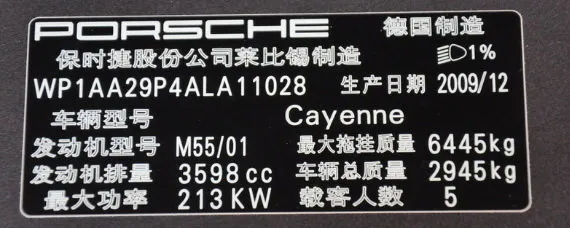 PORSCHE 德国制造
保时捷股份公司莱比锡制造 1%
WP1AA29P4ALA11028 生产日期 2009/12
车辆型号 Cayenne
发动机型号 M55/01 最大拖挂质量 6445kg
发动机排量 3598cc 车辆总质量 2945kg
最大功率 213KW 载客人数 5